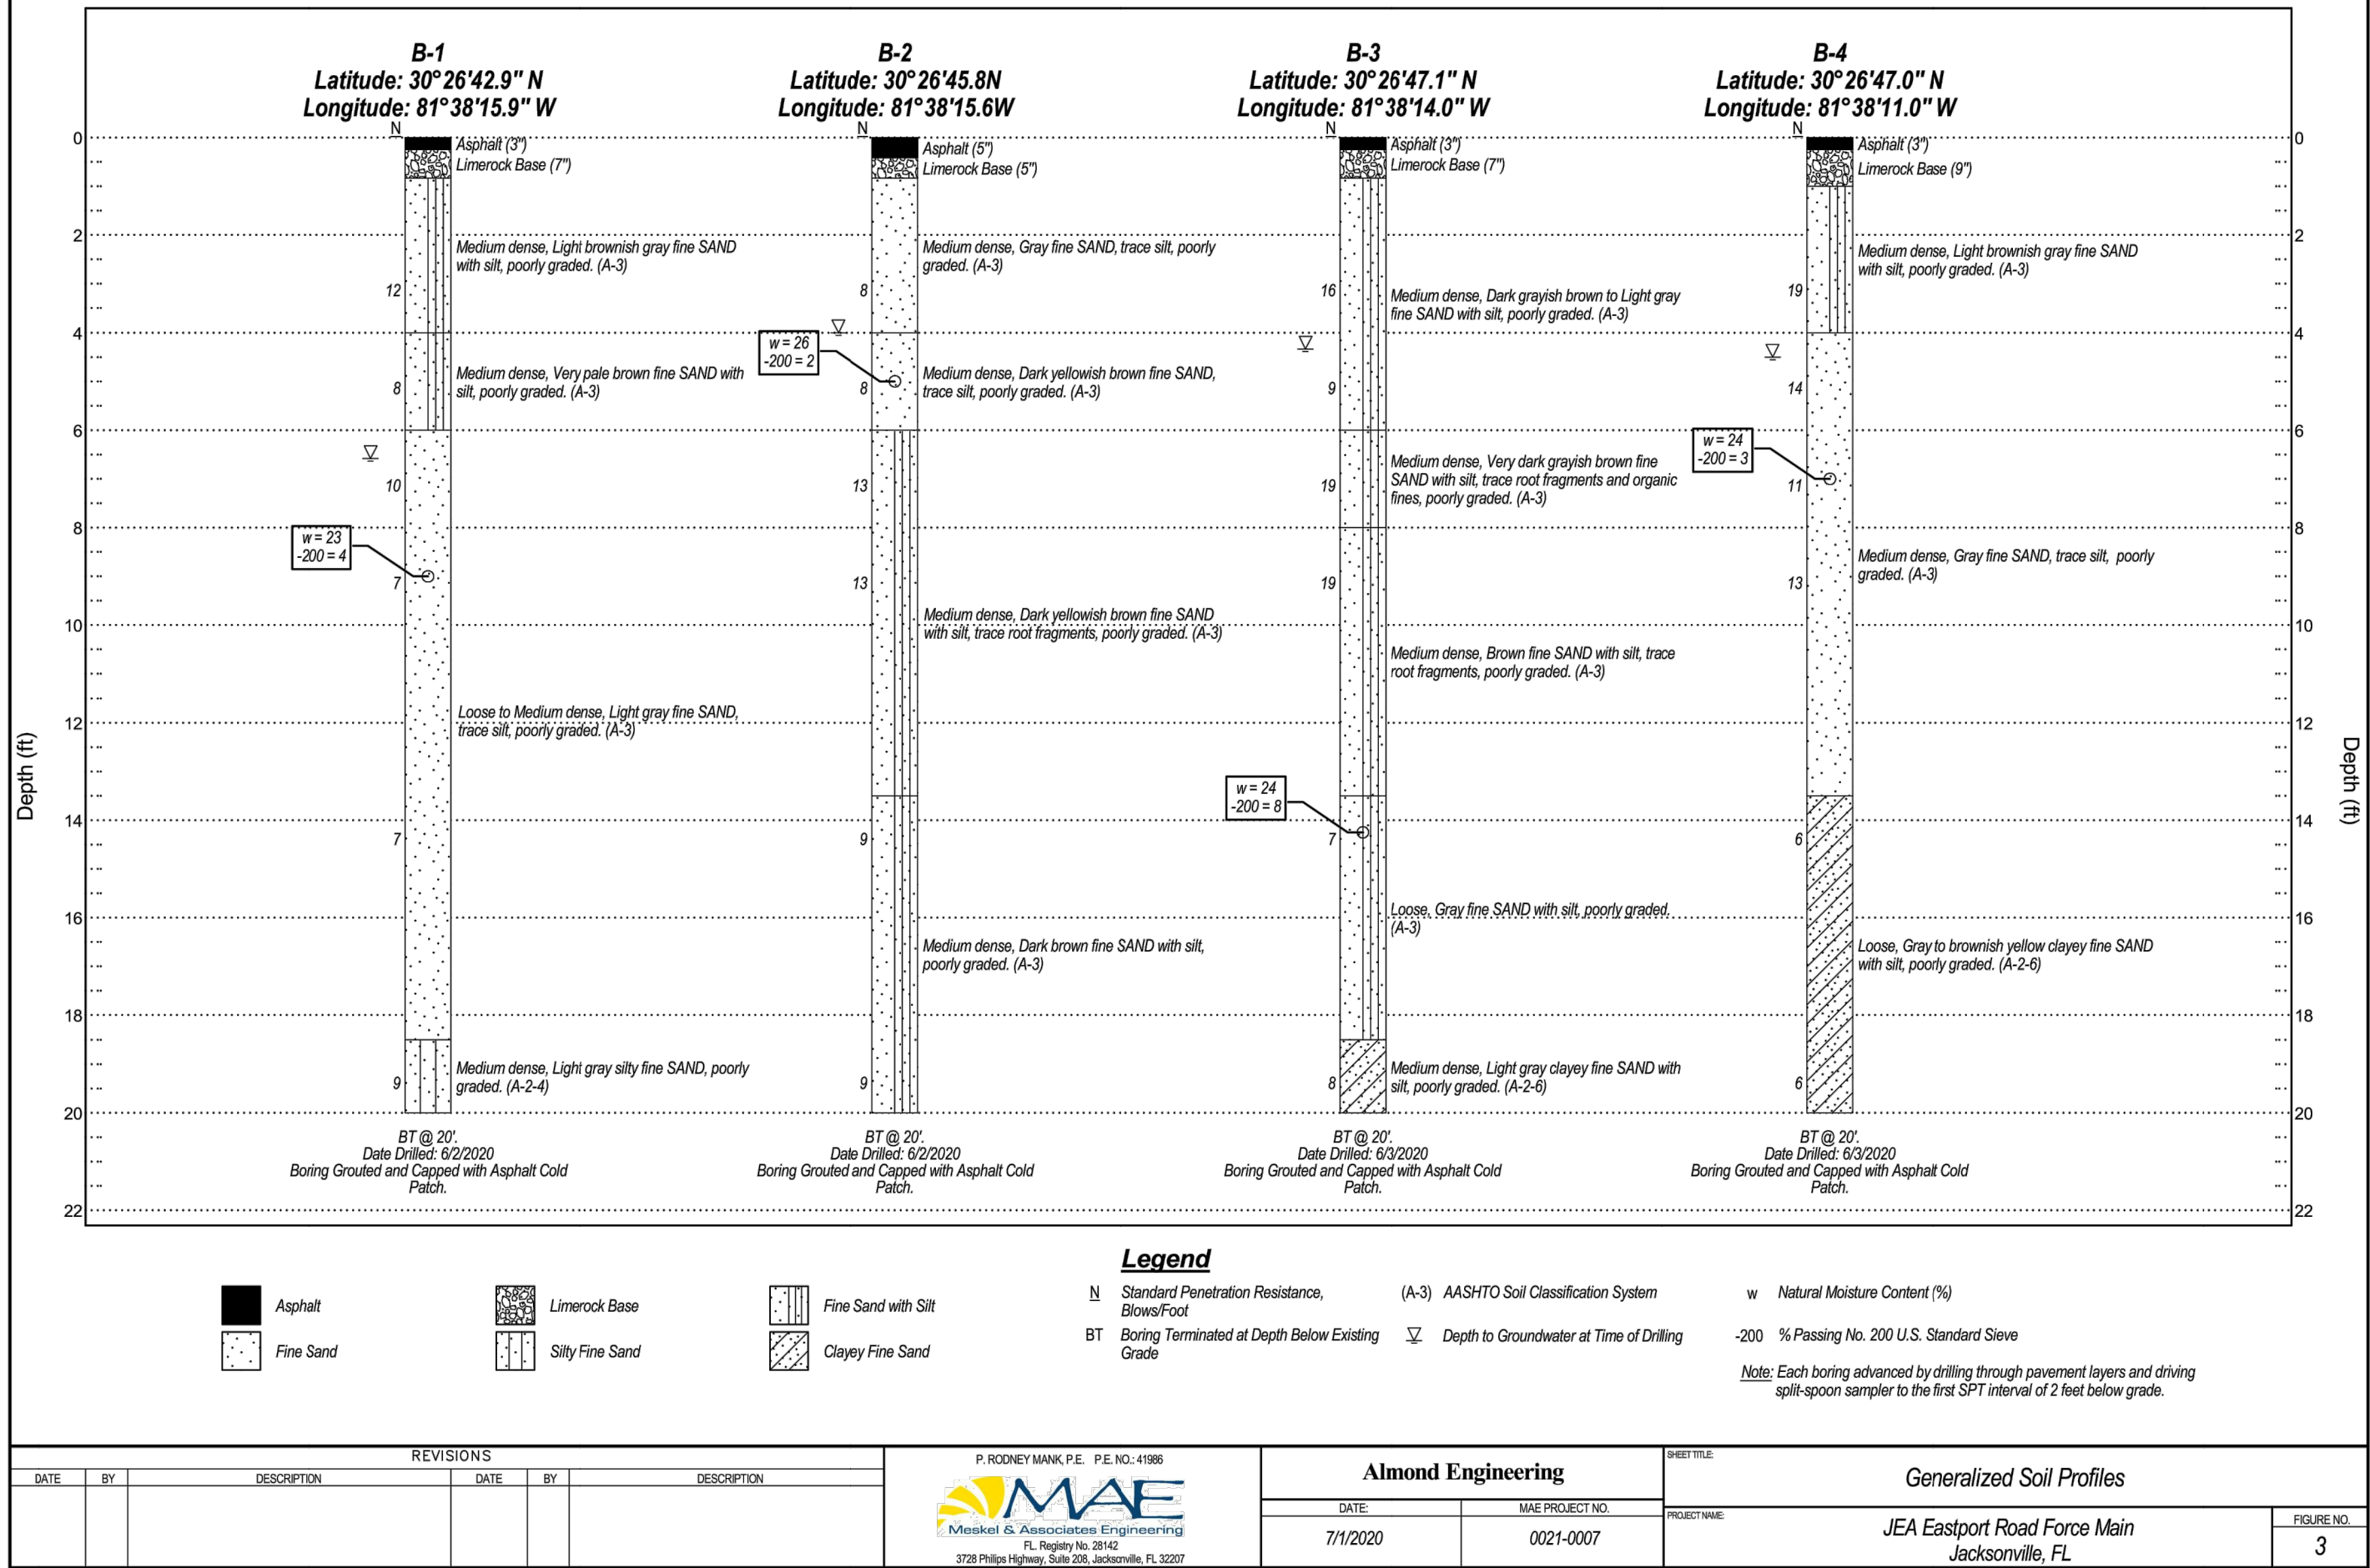 B-1
Latitude: 30°26'42.9" N
Longitude: 81°38'15.9" W
N
Asphalt (3")
Limerock Base (7")
Medium dense, Light brownish gray fine SAND
with silt, poorly graded. (A-3)
12
Medium dense, Very pale brown fine SAND with
silt, poorly graded. (A-3)
8
10
w = 23
-200 = 4
7
Loose to Medium dense, Light gray fine SAND,
trace silt, poorly graded. (A-3)
7
Medium dense, Light gray silty fine SAND, poorly
graded. (A-2-4)
9
BT @ 20'.
Date Drilled: 6/2/2020
Boring Grouted and Capped with Asphalt Cold
Patch.
B-2
Latitude: 30°26'45.8N
Longitude: 81°38'15.6W
N
Asphalt (5")
Limerock Base (5")
Medium dense, Gray fine SAND, trace silt, poorly
graded. (A-3)
8
w = 26
-200 = 2
Medium dense, Dark yellowish brown fine SAND,
trace silt, poorly graded. (A-3)
8
13
13
Medium dense, Dark yellowish brown fine SAND
with silt, trace root fragments, poorly graded. (A-3)
9
Medium dense, Dark brown fine SAND with silt,
poorly graded. (A-3)
9
BT @ 20'.
Date Drilled: 6/2/2020
Boring Grouted and Capped with Asphalt Cold
Patch.
B-3
Latitude: 30°26'47.1" N
Longitude: 81°38'14.0" W
N
Asphalt (3")
Limerock Base (7")
16
Medium dense, Dark grayish brown to Light gray
fine SAND with silt, poorly graded. (A-3)
9
Medium dense, Very dark grayish brown fine
SAND with silt, trace root fragments and organic
fines, poorly graded. (A-3)
19
19
Medium dense, Brown fine SAND with silt, trace
root fragments, poorly graded. (A-3)
w = 24
-200 = 8
7
Loose, Gray fine SAND with silt, poorly graded.
(A-3)
Medium dense, Light gray clayey fine SAND with
silt, poorly graded. (A-2-6)
8
BT @ 20'.
Date Drilled: 6/3/2020
Boring Grouted and Capped with Asphalt Cold
Patch.
B-4
Latitude: 30°26'47.0" N
Longitude: 81°38'11.0" W
N
Asphalt (3")
Limerock Base (9")
Medium dense, Light brownish gray fine SAND
with silt, poorly graded. (A-3)
19
14
w = 24
-200 = 3
11
Medium dense, Gray fine SAND, trace silt, poorly
graded. (A-3)
13
6
Loose, Gray to brownish yellow clayey fine SAND
with silt, poorly graded. (A-2-6)
6
BT @ 20'.
Date Drilled: 6/3/2020
Boring Grouted and Capped with Asphalt Cold
Patch.
Depth (ft)
0
2
4
6
8
10
12
14
16
18
20
22
0
2
4
6
8
10
12
14
16
18
20
22
Depth (ft)
Legend
Asphalt
Limerock Base
Fine Sand with Silt
Fine Sand
Silty Fine Sand
Clayey Fine Sand
N Standard Penetration Resistance,
Blows/Foot
BT Boring Terminated at Depth Below Existing
Grade
(A-3) AASHTO Soil Classification System
Depth to Groundwater at Time of Drilling
w Natural Moisture Content (%)
-200 % Passing No. 200 U.S. Standard Sieve
Note: Each boring advanced by drilling through pavement layers and driving
split-spoon sampler to the first SPT interval of 2 feet below grade.
REVISIONS
DATE BY DESCRIPTION DATE BY DESCRIPTION
P. RODNEY MANK, P.E. P.E. NO.: 41986
MAE
Meskel & Associates Engineering
FL. Registry No. 28142
3728 Philips Highway, Suite 208, Jacksonville, FL 32207
Almond Engineering
DATE: MAE PROJECT NO.
7/1/2020 0021-0007
SHEET TITLE:
Generalized Soil Profiles
PROJECT NAME:
JEA Eastport Road Force Main
Jacksonville, FL
FIGURE NO.
3